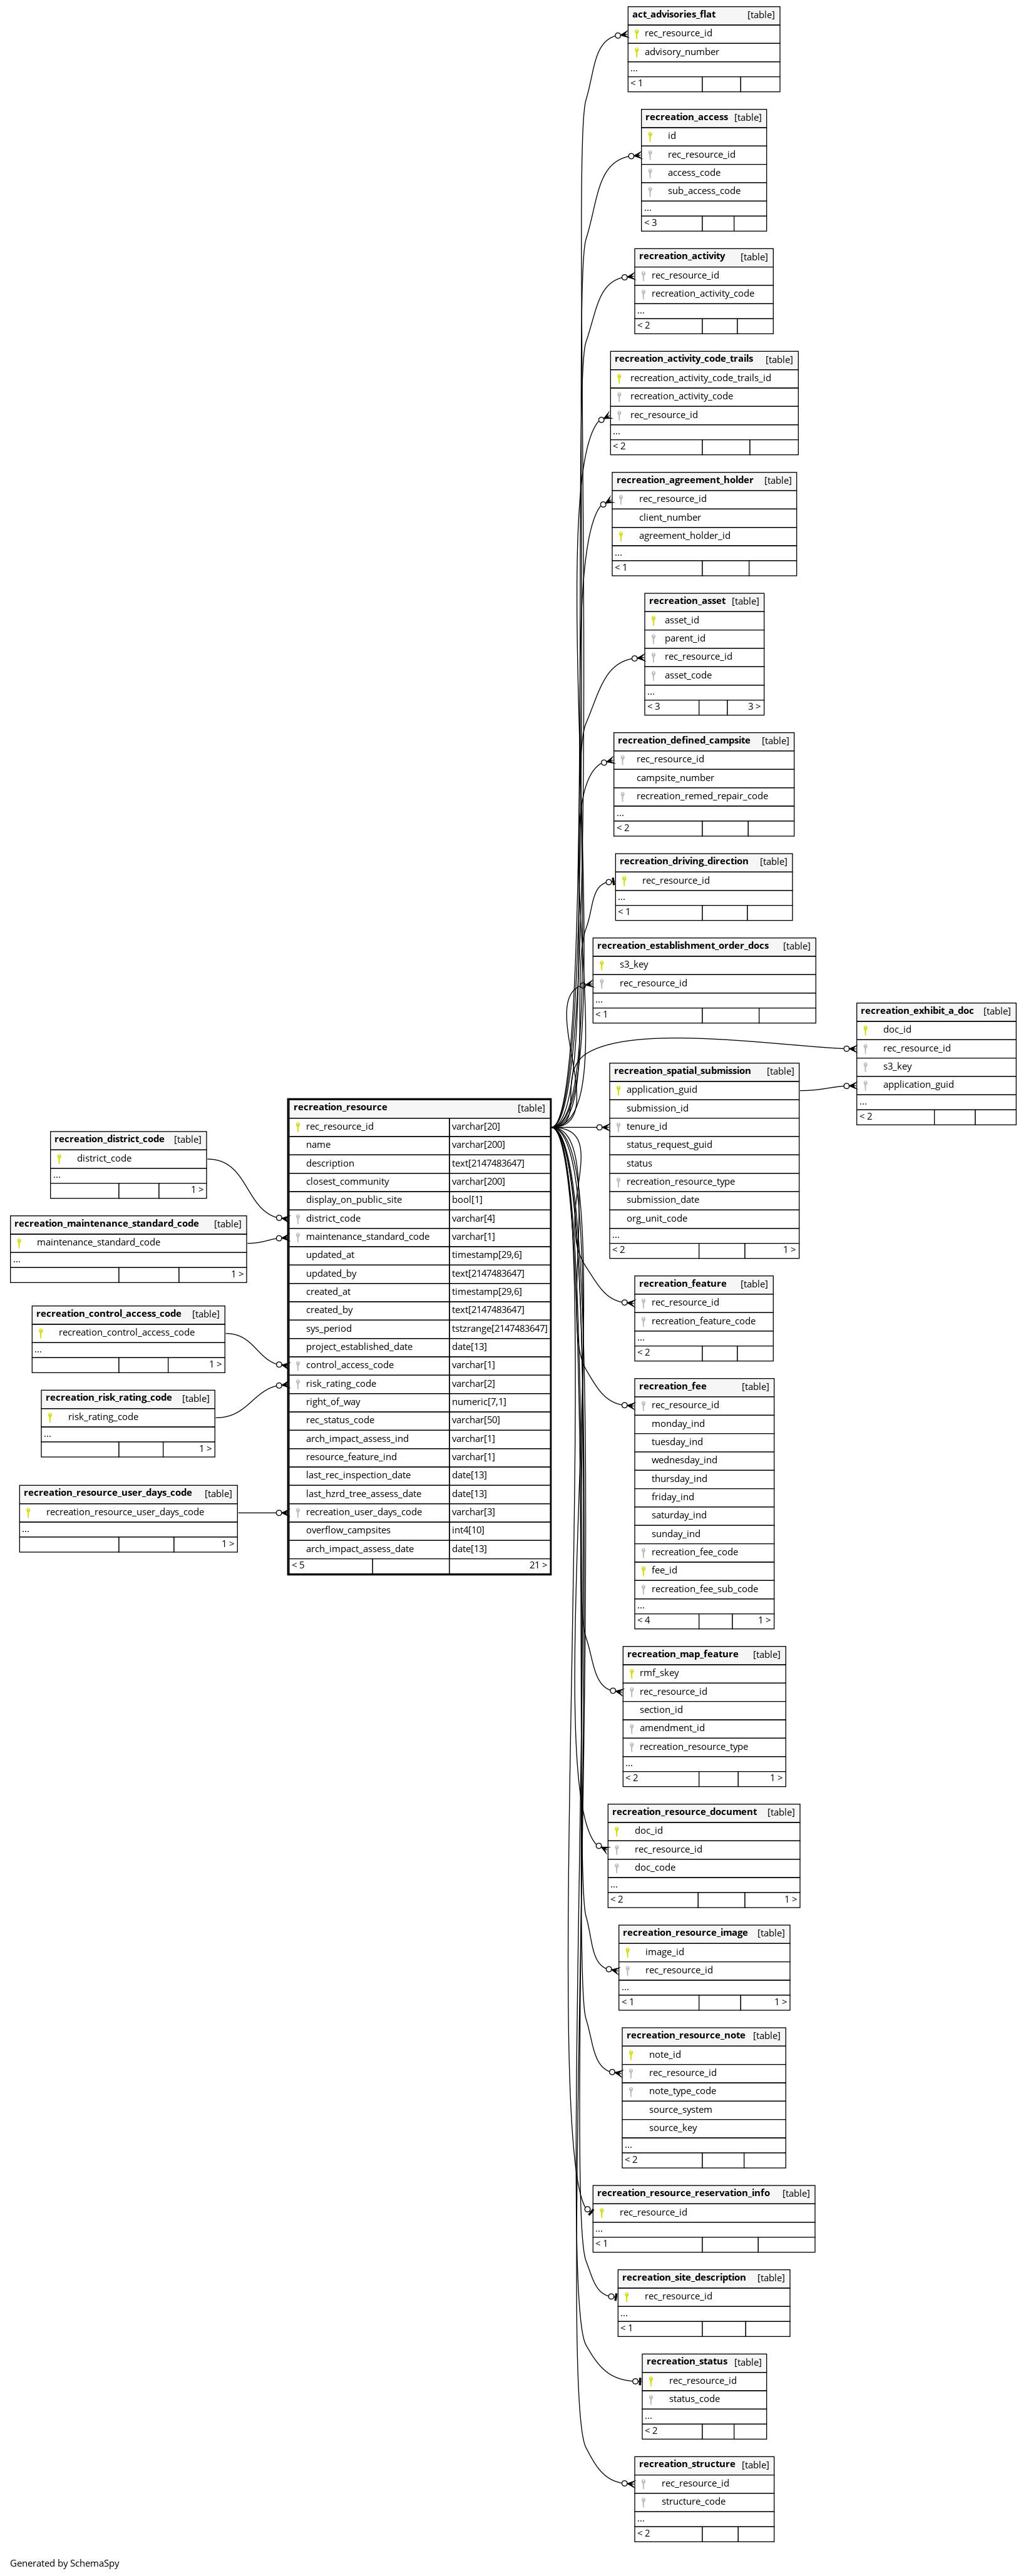 act_advisories_flat [table]
rec_resource_id
advisory_number
...
< 1
recreation_access [table]
id
rec_resource_id
access_code
sub_access_code
...
< 3
recreation_activity [table]
rec_resource_id
recreation_activity_code
...
< 2
recreation_activity_code_trails [table]
recreation_activity_code_trails_id
recreation_activity_code
rec_resource_id
...
< 2
recreation_agreement_holder [table]
rec_resource_id
client_number
agreement_holder_id
...
< 1
recreation_asset [table]
asset_id
parent_id
rec_resource_id
asset_code
...
< 3 3 >
recreation_defined_campsite [table]
rec_resource_id
campsite_number
recreation_remed_repair_code
...
< 2
recreation_driving_direction [table]
rec_resource_id
...
< 1
recreation_establishment_order_docs [table]
s3_key
rec_resource_id
...
< 1
recreation_exhibit_a_doc [table]
doc_id
rec_resource_id
s3_key
application_guid
...
< 2
recreation_spatial_submission [table]
application_guid
submission_id
tenure_id
status_request_guid
status
recreation_resource_type
submission_date
org_unit_code
...
< 2 1 >
recreation_resource [table]
rec_resource_id varchar[20]
name varchar[200]
description text[2147483647]
closest_community varchar[200]
display_on_public_site bool[1]
district_code varchar[4]
maintenance_standard_code varchar[1]
updated_at timestamp[29,6]
updated_by text[2147483647]
created_at timestamp[29,6]
created_by text[2147483647]
sys_period tstzrange[2147483647]
project_established_date date[13]
control_access_code varchar[1]
risk_rating_code varchar[2]
right_of_way numeric[7,1]
rec_status_code varchar[50]
arch_impact_assess_ind varchar[1]
resource_feature_ind varchar[1]
last_rec_inspection_date date[13]
last_hzrd_tree_assess_date date[13]
recreation_user_days_code varchar[3]
overflow_campsites int4[10]
arch_impact_assess_date date[13]
< 5 21 >
recreation_district_code [table]
district_code
...
1 >
recreation_maintenance_standard_code [table]
maintenance_standard_code
...
1 >
recreation_control_access_code [table]
recreation_control_access_code
...
1 >
recreation_risk_rating_code [table]
risk_rating_code
...
1 >
recreation_resource_user_days_code [table]
recreation_resource_user_days_code
...
1 >
recreation_feature [table]
rec_resource_id
recreation_feature_code
...
< 2
recreation_fee [table]
rec_resource_id
monday_ind
tuesday_ind
wednesday_ind
thursday_ind
friday_ind
saturday_ind
sunday_ind
recreation_fee_code
fee_id
recreation_fee_sub_code
...
< 4 1 >
recreation_map_feature [table]
rmf_skey
rec_resource_id
section_id
amendment_id
recreation_resource_type
...
< 2 1 >
recreation_resource_document [table]
doc_id
rec_resource_id
doc_code
...
< 2 1 >
recreation_resource_image [table]
image_id
rec_resource_id
...
< 1 1 >
recreation_resource_note [table]
note_id
rec_resource_id
note_type_code
source_system
source_key
...
< 2
recreation_resource_reservation_info [table]
rec_resource_id
...
< 1
recreation_site_description [table]
rec_resource_id
...
< 1
recreation_status [table]
rec_resource_id
status_code
...
< 2
recreation_structure [table]
rec_resource_id
structure_code
...
< 2
Generated by SchemaSpy